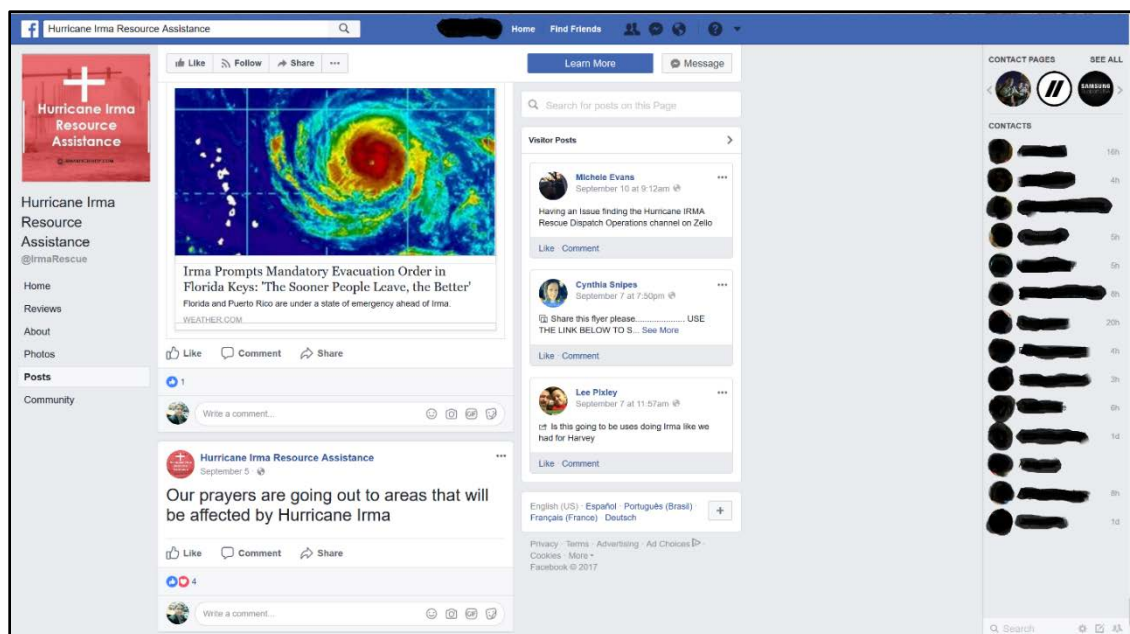 Hurricane Irma Resource Assistance
Home Find Friends
Hurricane Irma
Resource
Assistance
Hurricane Irma
Resource
Assistance
@IrmaRescue
Home
Reviews
About
Photos
Posts
Community
Like Follow Share
Learn More Message
Irma Prompts Mandatory Evacuation Order in
Florida Keys: 'The Sooner People Leave, the Better'
Florida and Puerto Rico are under a state of emergency ahead of Irma.
WEATHER.COM
Like Comment Share
1
Write a comment...
GIF
Hurricane Irma Resource Assistance
September 5 ·
Our prayers are going out to areas that will
be affected by Hurricane Irma
Like Comment Share
4
Write a comment...
GIF
Search for posts on this Page
Visitor Posts
Michele Evans
September 10 at 9:12am
Having an Issue finding the Hurricane IRMA
Rescue Dispatch Operations channel on Zello
Like · Comment
Cynthia Snipes
September 7 at 7:50pm
Share this flyer please..................... USE
THE LINK BELOW TO S... See More
Like · Comment
Lee Pixley
September 7 at 11:57am
Is this going to be uses doing Irma like we
had for Harvey
Like · Comment
English (US) · Español · Português (Brasil) ·
Français (France) · Deutsch
Privacy · Terms · Advertising · Ad Choices ·
Cookies · More
Facebook © 2017
CONTACT PAGES SEE ALL
SAMSUNG
CONTACTS
16h
4h
5h
5h
8h
20h
4h
3h
6h
1d
8h
1d
Search